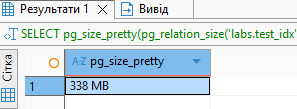 Результати 1
Вивід
SELECT pg_size_pretty(pg_relation_size('labs.test_idx'
Сітка
A-Z pg_size_pretty
1
338 MB